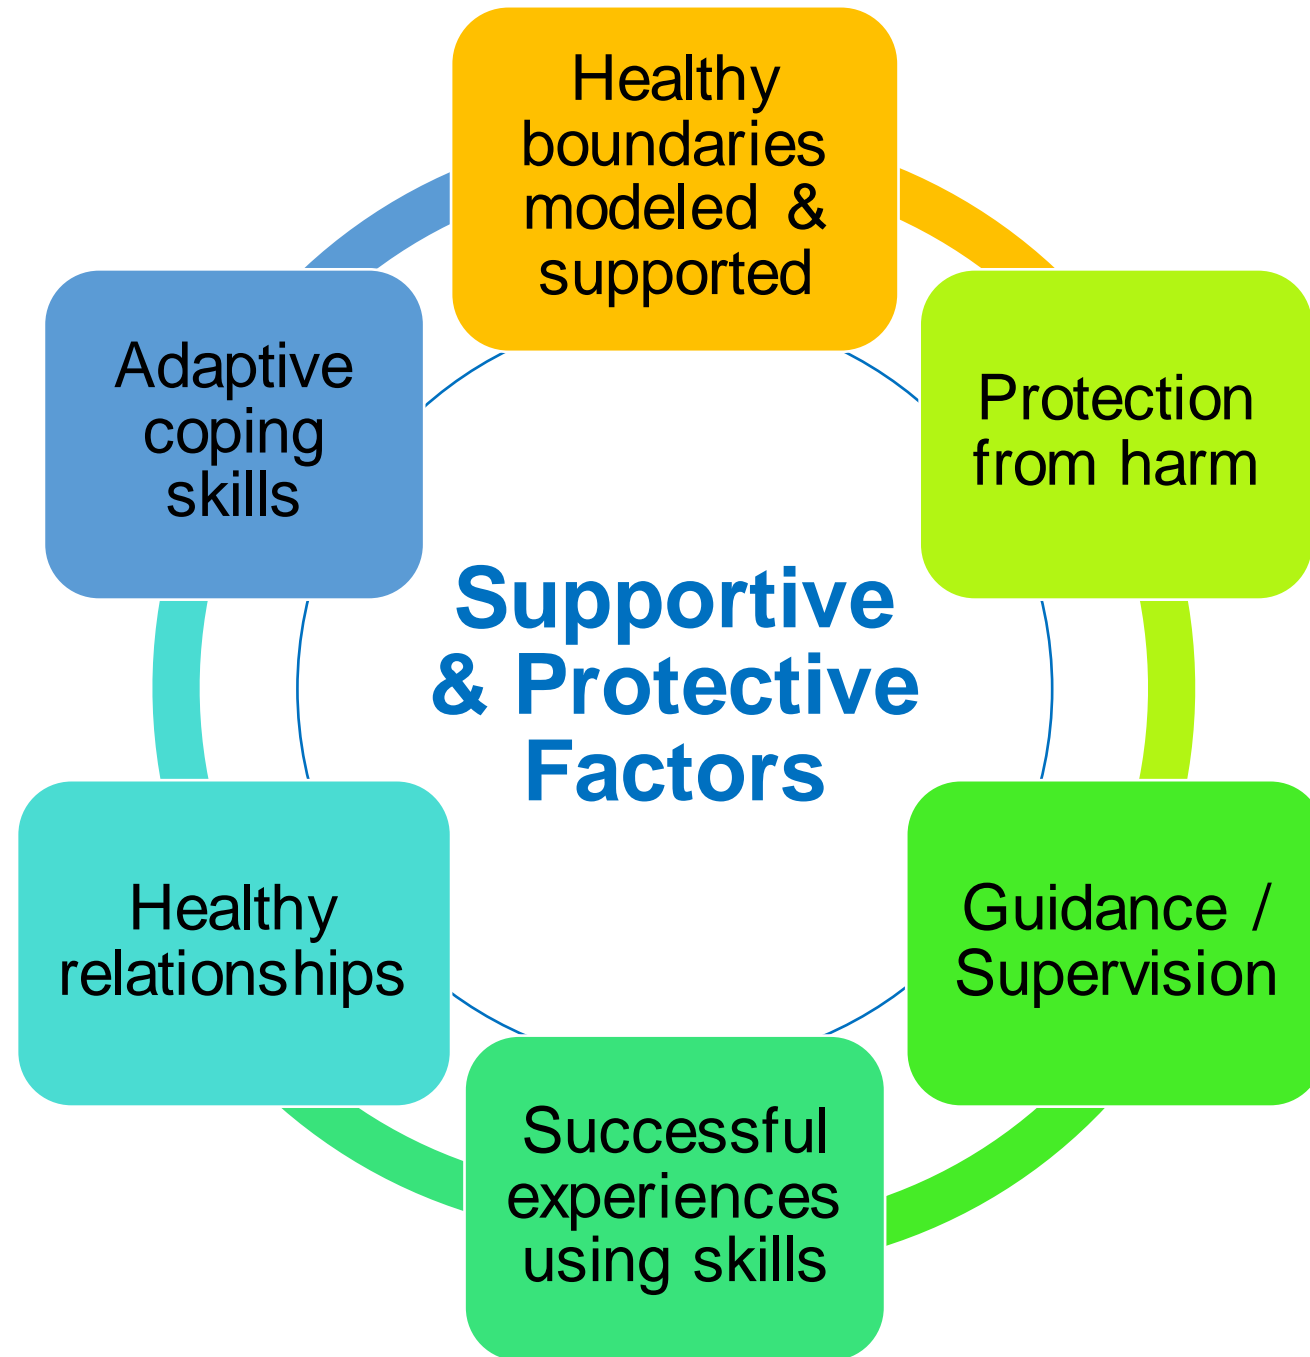 Healthy
boundaries
modeled &
supported
Protection
from harm
Guidance /
Supervision
Successful
experiences
using skills
Healthy
relationships
Adaptive
coping
skills
Supportive
& Protective
Factors